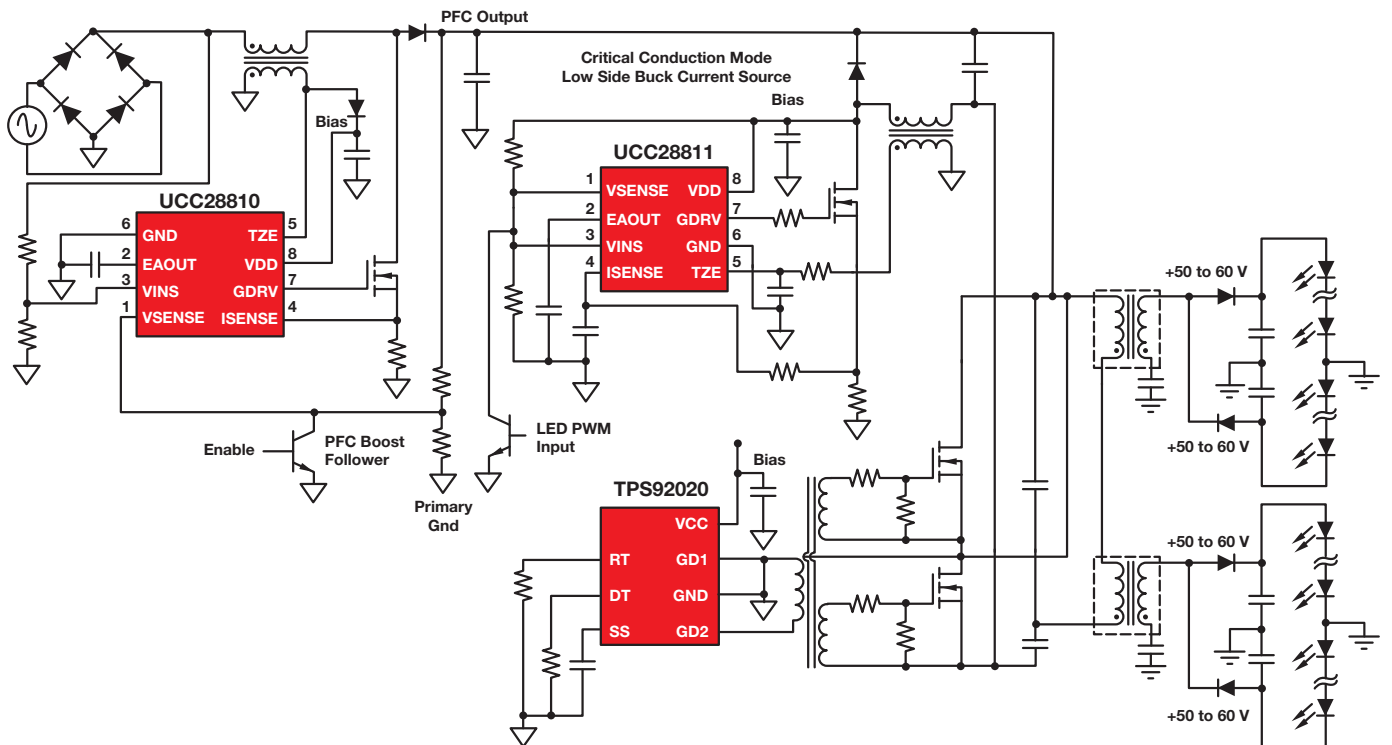 PFC Output
Critical Conduction Mode
Low Side Buck Current Source
Bias
Bias
UCC28810
6 GND
2 EAOUT
3 VINS
1 VSENSE
TZE 5
VDD 8
GDRV 7
ISENSE 4
UCC28811
1 VSENSE
2 EAOUT
3 VINS
4 ISENSE
VDD 8
GDRV 7
GND 6
TZE 5
Enable
PFC Boost
Follower
Primary
Gnd
LED PWM
Input
Bias
TPS92020
RT
DT
SS
VCC
GD1
GND
GD2
+50 to 60 V
+50 to 60 V
+50 to 60 V
+50 to 60 V